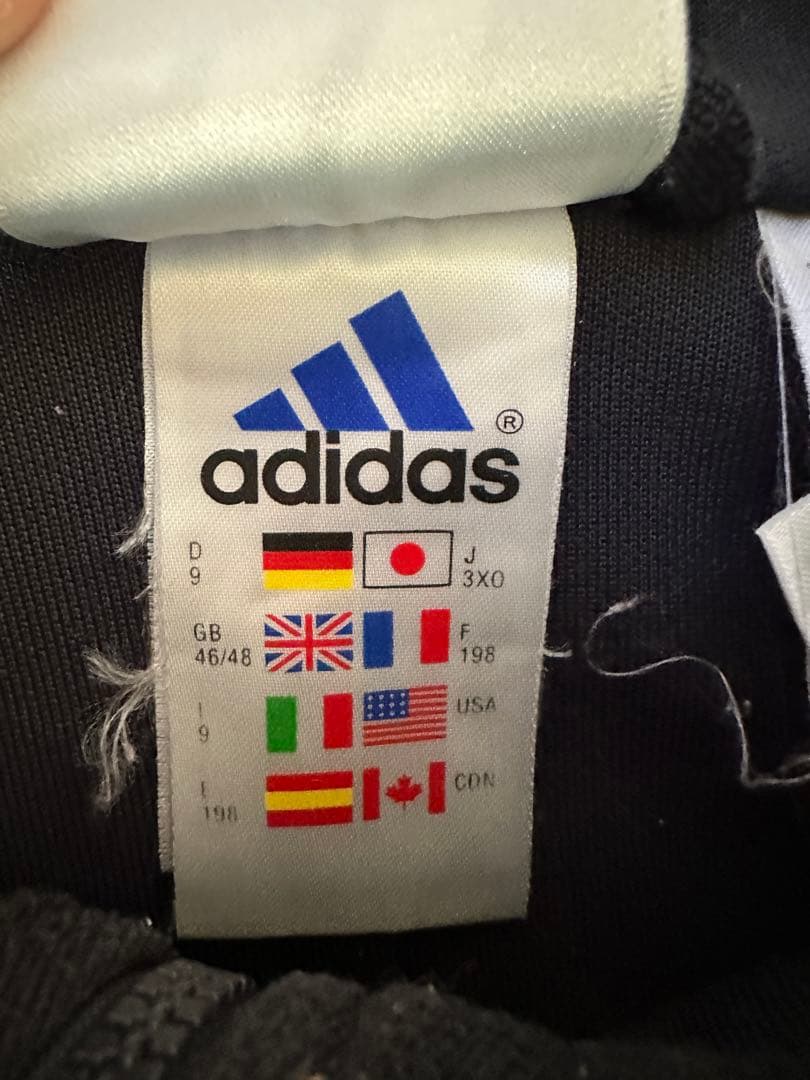 ®
adidas
D
9
J
3XO
GB
46/48
F
198
I
9
USA
E
198
CDN